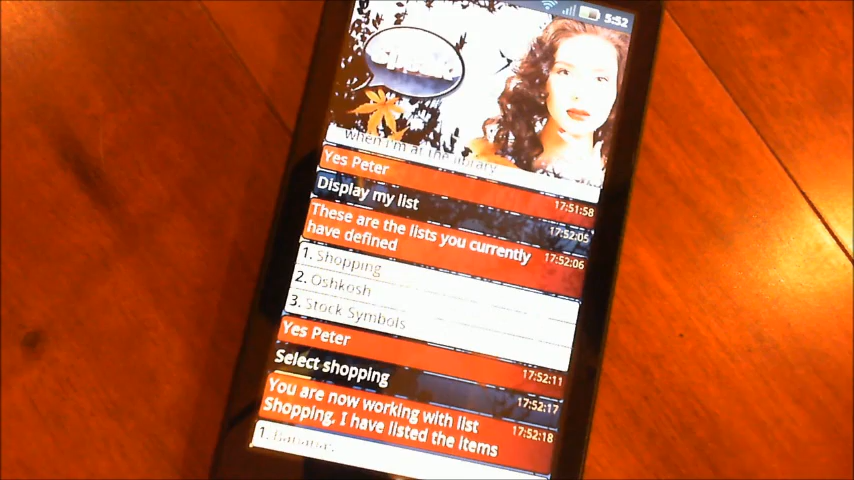 5:52
when I'm at the library
Yes Peter
17:51:58
Display my list
17:52:05
These are the lists you currently
have defined
17:52:06
1. Shopping
2. Oshkosh
3. Stock Symbols
Yes Peter
17:52:11
Select shopping
17:52:17
You are now working with list
Shopping. I have listed the items
17:52:18
1. Bananas